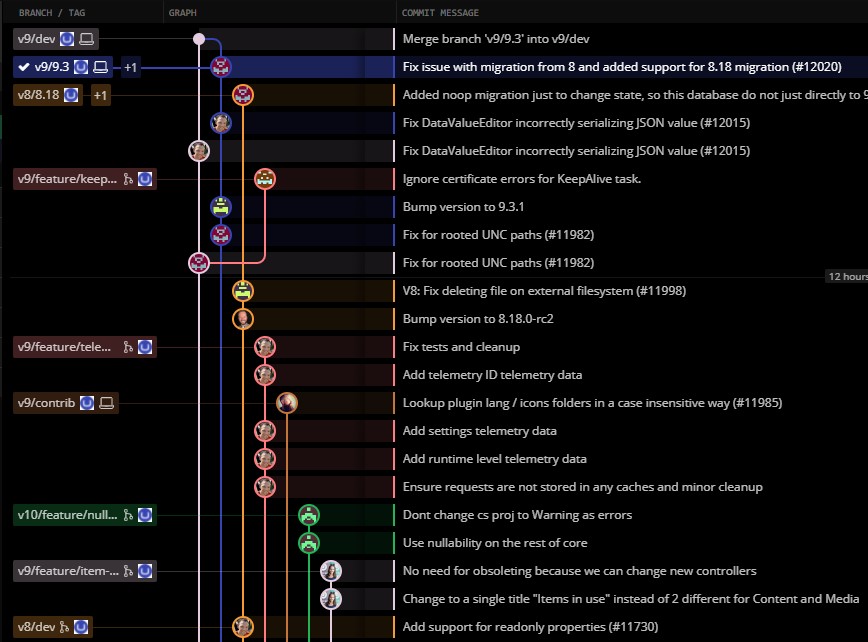 BRANCH / TAG GRAPH COMMIT MESSAGE
v9/dev Merge branch 'v9/9.3' into v9/dev
v9/9.3 +1 Fix issue with migration from 8 and added support for 8.18 migration (#12020)
v8/8.18 +1 Added noop migration just to change state, so this database do not just directly to 9
Fix DataValueEditor incorrectly serializing JSON value (#12015)
Fix DataValueEditor incorrectly serializing JSON value (#12015)
v9/feature/keep... Ignore certificate errors for KeepAlive task.
Bump version to 9.3.1
Fix for rooted UNC paths (#11982)
Fix for rooted UNC paths (#11982)
12 hours
V8: Fix deleting file on external filesystem (#11998)
Bump version to 8.18.0-rc2
v9/feature/tele... Fix tests and cleanup
Add telemetry ID telemetry data
v9/contrib Lookup plugin lang / icons folders in a case insensitive way (#11985)
Add settings telemetry data
Add runtime level telemetry data
Ensure requests are not stored in any caches and minor cleanup
v10/feature/null... Dont change cs proj to Warning as errors
Use nullability on the rest of core
v9/feature/item-... No need for obsoleting because we can change new controllers
Change to a single title "Items in use" instead of 2 different for Content and Media
v8/dev Add support for readonly properties (#11730)